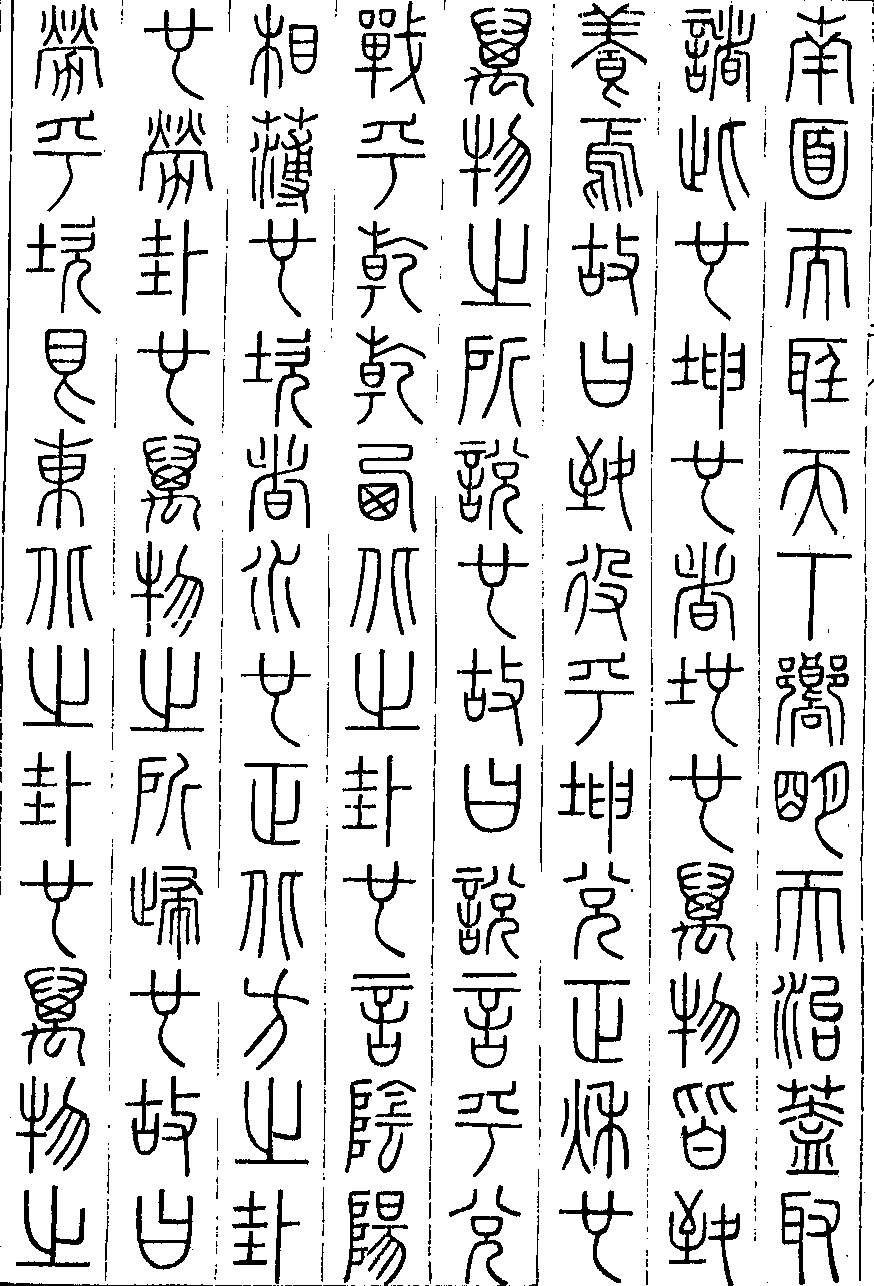 南面而聽天下嚮明而治蓋取
諸此也坤也者地也萬物皆致
養焉故曰致役乎坤兌正秋也
萬物之所說也故曰說言乎兌
戰乎乾乾西北之卦也言陰陽
相薄也坎者水也正北方之卦
也勞卦也萬物之所歸也故曰
勞乎坎艮東北之卦也萬物之